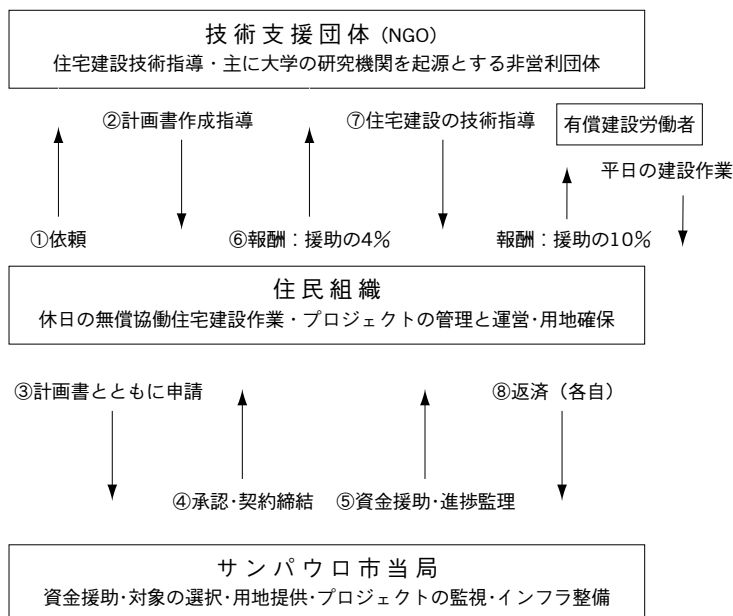 技術支援団体（NGO）
住宅建設技術指導・主に大学の研究機関を起源とする非営利団体
②計画書作成指導
⑦住宅建設の技術指導
有償建設労働者
平日の建設作業
①依頼
⑥報酬：援助の4％
報酬：援助の10％
住民組織
休日の無償協働住宅建設作業・プロジェクトの管理と運営・用地確保
③計画書とともに申請
⑧返済（各自）
④承認・契約締結
⑤資金援助・進捗監理
サンパウロ市当局
資金援助・対象の選択・用地提供・プロジェクトの監視・インフラ整備